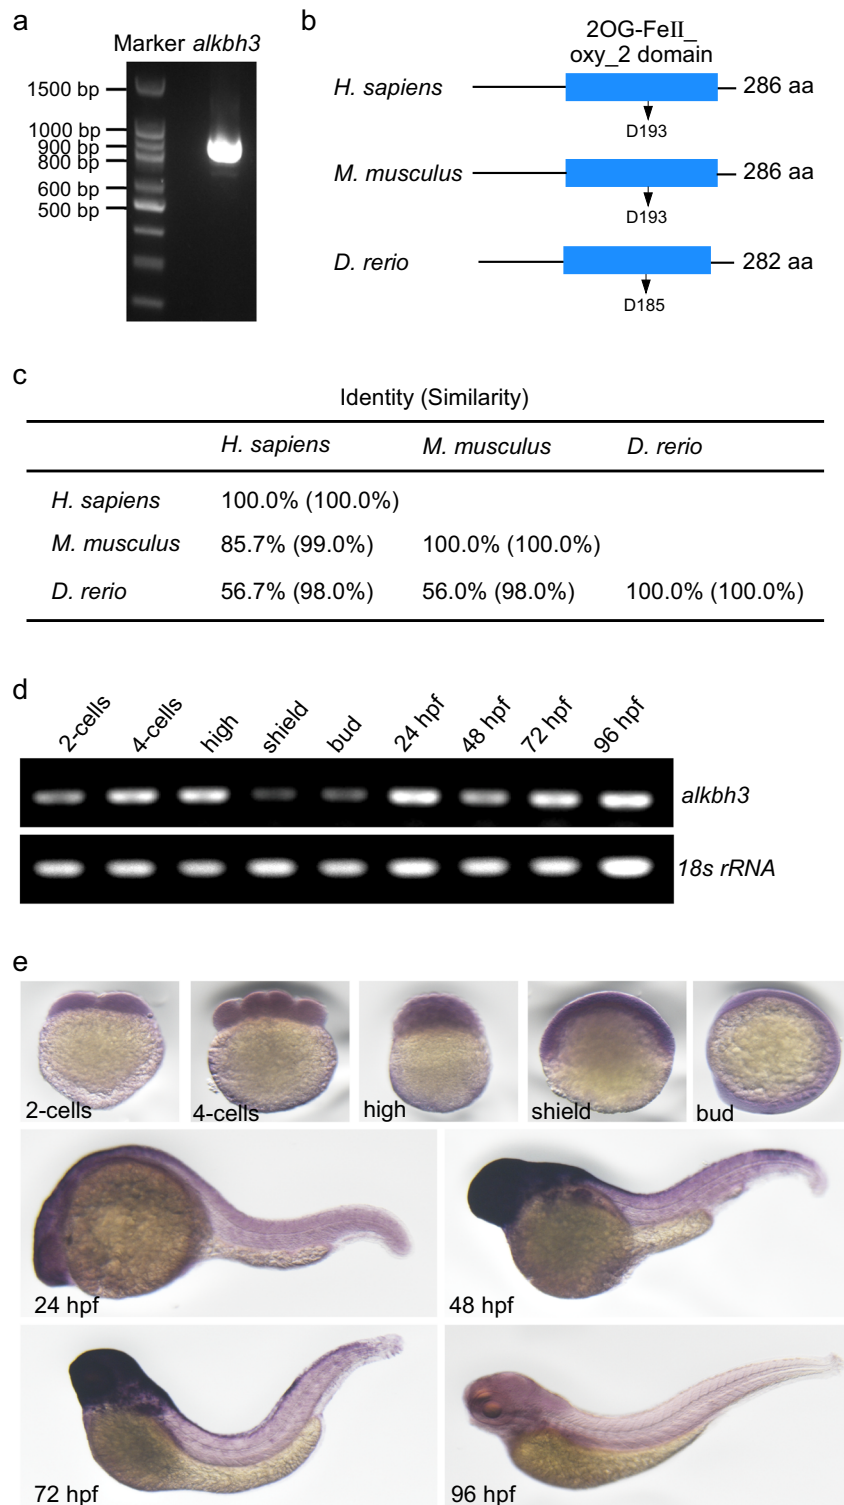 a
Marker alkbh3
1500 bp
1000 bp
900 bp
800 bp
600 bp
500 bp
b
2OG-FeII_
oxy_2 domain
H. sapiens 286 aa
D193
M. musculus 286 aa
D193
D. rerio 282 aa
D185
c
Identity (Similarity)
H. sapiens M. musculus D. rerio
H. sapiens 100.0% (100.0%)
M. musculus 85.7% (99.0%) 100.0% (100.0%)
D. rerio 56.7% (98.0%) 56.0% (98.0%) 100.0% (100.0%)
d
2-cells 4-cells high shield bud 24 hpf 48 hpf 72 hpf 96 hpf
alkbh3
18s rRNA
e
2-cells 4-cells high shield bud
24 hpf 48 hpf
72 hpf 96 hpf